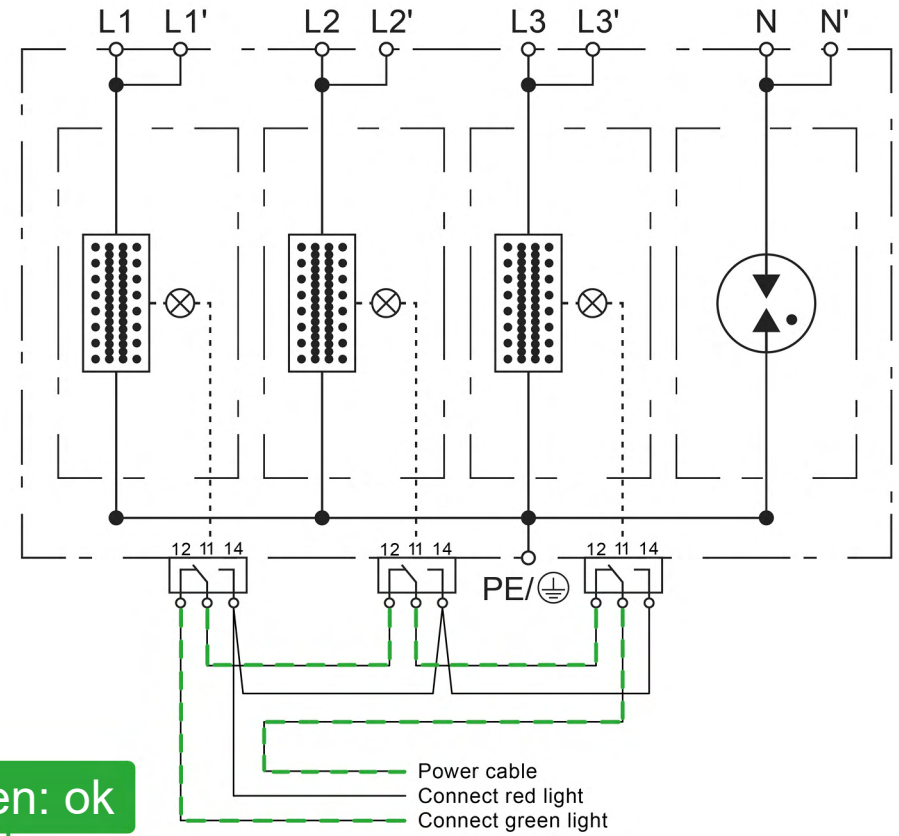 L1 L1' L2 L2' L3 L3' N N'
12 11 14 12 11 14 12 11 14
PE/
en: ok
Power cable
Connect red light
Connect green light